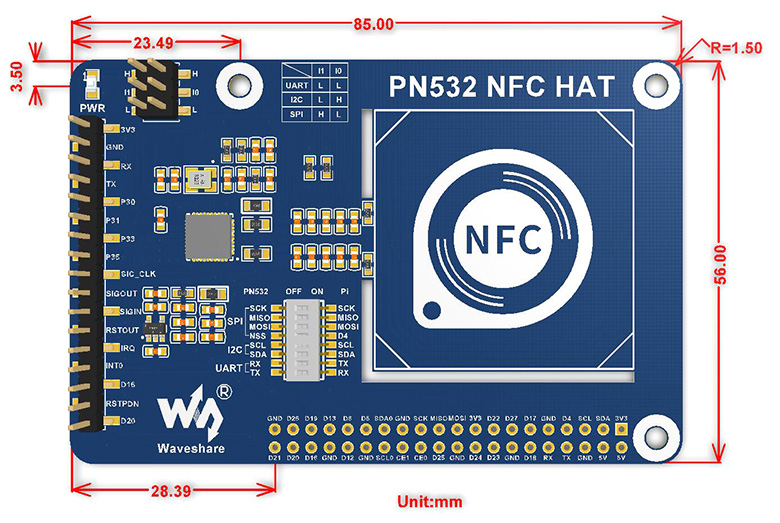 85.00
23.49
R=1.50
3.50
1
H H
I1 I0
L L
PWR
I1 I0
UART L L
I2C L H
SPI H L
PN532 NFC HAT
3V3
GND
RX
TX
P30
P31
P33
P35
SIC_CLK
SIGOUT
SIGIN
RSTOUT
IRQ
INT0
D16
RSTPDN
D20
NFC
56.00
PN532 OFF ON Pi
SPI
SCK SCK
MISO MISO
MOSI MOSI
NSS D4
I2C
SCL SCL
SDA SDA
UART
RX TX
TX RX
®
Waveshare
GND D26 D19 D13 D6 D5 SDA0 GND SCK MISO MOSI 3V3 D22 D27 D17 GND D4 SCL SDA 3V3
D21 D20 D16 GND D12 GND SCL0 CE1 CE0 D25 GND D24 D23 GND D18 RX TX GND 5V 5V
28.39
Unit:mm